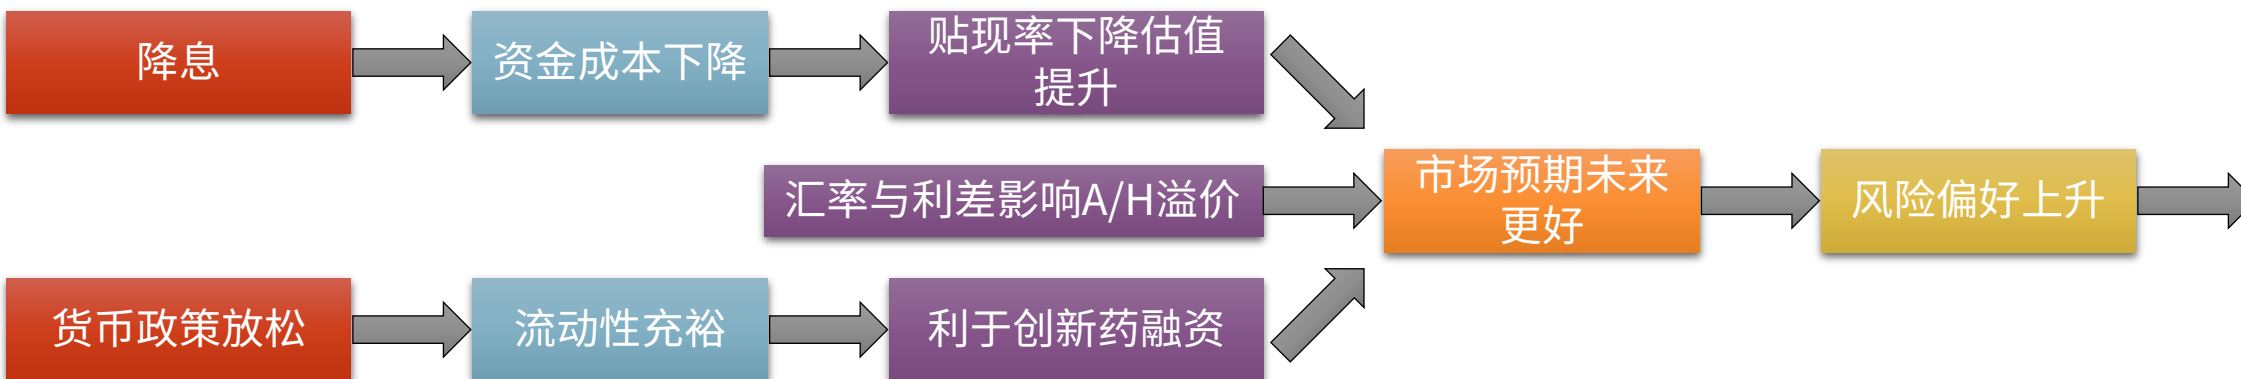 降息
资金成本下降
贴现率下降估值
提升
汇率与利差影响A/H溢价
市场预期未来
更好
风险偏好上升
货币政策放松
流动性充裕
利于创新药融资